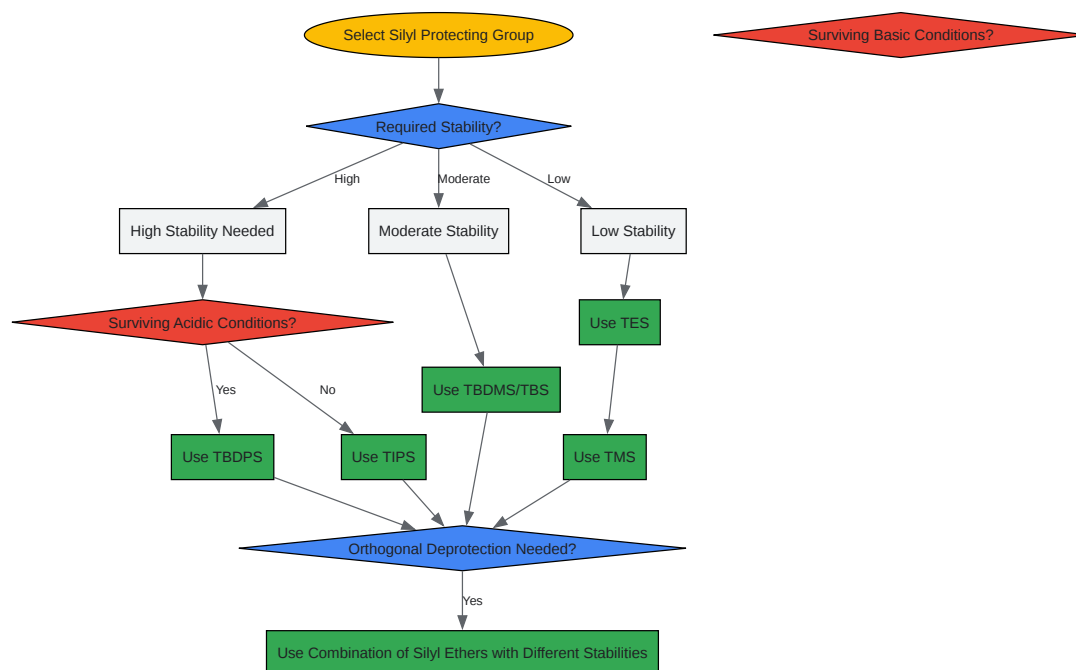 Select Silyl Protecting Group
Surviving Basic Conditions?
Required Stability?
High
Moderate
Low
High Stability Needed
Moderate Stability
Low Stability
Surviving Acidic Conditions?
Use TES
Yes
No
Use TBDMS/TBS
Use TBDPS
Use TIPS
Use TMS
Orthogonal Deprotection Needed?
Yes
Use Combination of Silyl Ethers with Different Stabilities